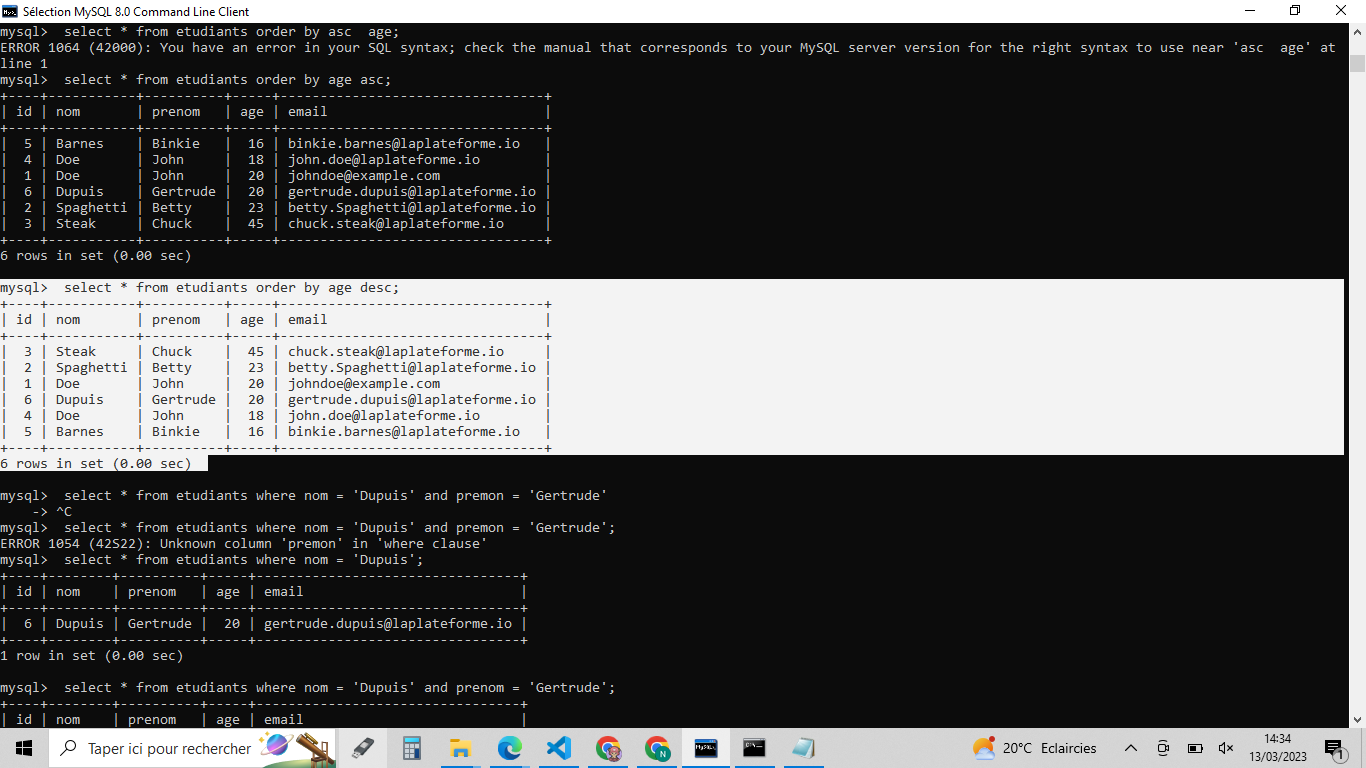 Sélection MySQL 8.0 Command Line Client
mysql>  select * from etudiants order by asc  age;
ERROR 1064 (42000): You have an error in your SQL syntax; check the manual that corresponds to your MySQL server version for the right syntax to use near 'asc  age' at
line 1
mysql>  select * from etudiants order by age asc;
+----+-----------+----------+-----+--------------------------------+
| id | nom       | prenom   | age | email                          |
+----+-----------+----------+-----+--------------------------------+
|  5 | Barnes    | Binkie   |  16 | binkie.barnes@laplateforme.io   |
|  4 | Doe       | John     |  18 | john.doe@laplateforme.io        |
|  1 | Doe       | John     |  20 | johndoe@example.com             |
|  6 | Dupuis    | Gertrude |  20 | gertrude.dupuis@laplateforme.io |
|  2 | Spaghetti | Betty    |  23 | betty.Spaghetti@laplateforme.io |
|  3 | Steak     | Chuck    |  45 | chuck.steak@laplateforme.io     |
+----+-----------+----------+-----+--------------------------------+
6 rows in set (0.00 sec)
mysql>  select * from etudiants order by age desc;
+----+-----------+----------+-----+--------------------------------+
| id | nom       | prenom   | age | email                          |
+----+-----------+----------+-----+--------------------------------+
|  3 | Steak     | Chuck    |  45 | chuck.steak@laplateforme.io     |
|  2 | Spaghetti | Betty    |  23 | betty.Spaghetti@laplateforme.io |
|  1 | Doe       | John     |  20 | johndoe@example.com             |
|  6 | Dupuis    | Gertrude |  20 | gertrude.dupuis@laplateforme.io |
|  4 | Doe       | John     |  18 | john.doe@laplateforme.io        |
|  5 | Barnes    | Binkie   |  16 | binkie.barnes@laplateforme.io   |
+----+-----------+----------+-----+--------------------------------+
6 rows in set (0.00 sec)
mysql>  select * from etudiants where nom = 'Dupuis' and premon = 'Gertrude'
    -> ^C
mysql>  select * from etudiants where nom = 'Dupuis' and premon = 'Gertrude';
ERROR 1054 (42S22): Unknown column 'premon' in 'where clause'
mysql>  select * from etudiants where nom = 'Dupuis';
+----+--------+----------+-----+---------------------------------+
| id | nom    | prenom   | age | email                           |
+----+--------+----------+-----+---------------------------------+
|  6 | Dupuis | Gertrude |  20 | gertrude.dupuis@laplateforme.io |
+----+--------+----------+-----+---------------------------------+
1 row in set (0.00 sec)
mysql>  select * from etudiants where nom = 'Dupuis' and prenom = 'Gertrude';
+----+--------+----------+-----+---------------------------------+
| id | nom    | prenom   | age | email                           |
Taper ici pour rechercher
20°C  Eclaircies
14:34
13/03/2023
1